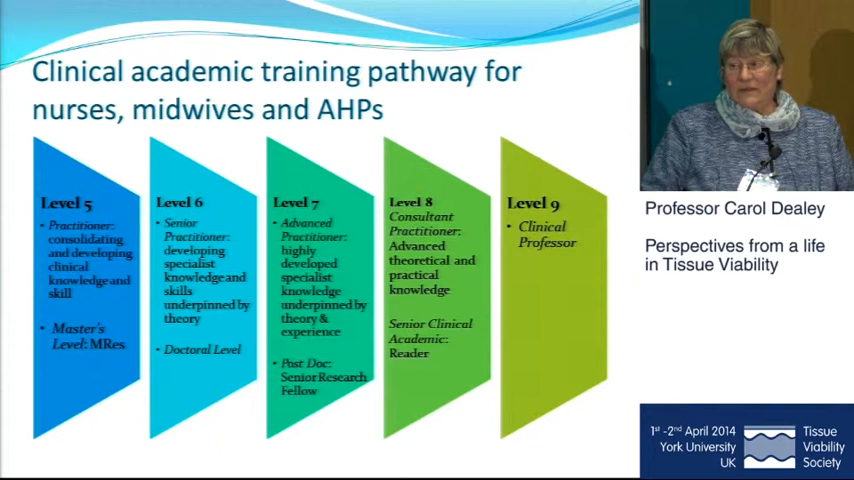 Clinical academic training pathway for
nurses, midwives and AHPs
Level 5
• Practitioner:
consolidating
and developing
clinical
knowledge and
skill
• Master's
Level: MRes
Level 6
• Senior
Practitioner:
developing
specialist
knowledge and
skills
underpinned by
theory
• Doctoral Level
Level 7
• Advanced
Practitioner:
highly
developed
specialist
knowledge
underpinned by
theory &
experience
• Post Doc:
Senior Research
Fellow
Level 8
Consultant
Practitioner:
Advanced
theoretical and
practical
knowledge
Senior Clinical
Academic:
Reader
Level 9
• Clinical
Professor
Professor Carol Dealey
Perspectives from a life
in Tissue Viability
1st -2nd April 2014
York University
UK
Tissue
Viability
Society